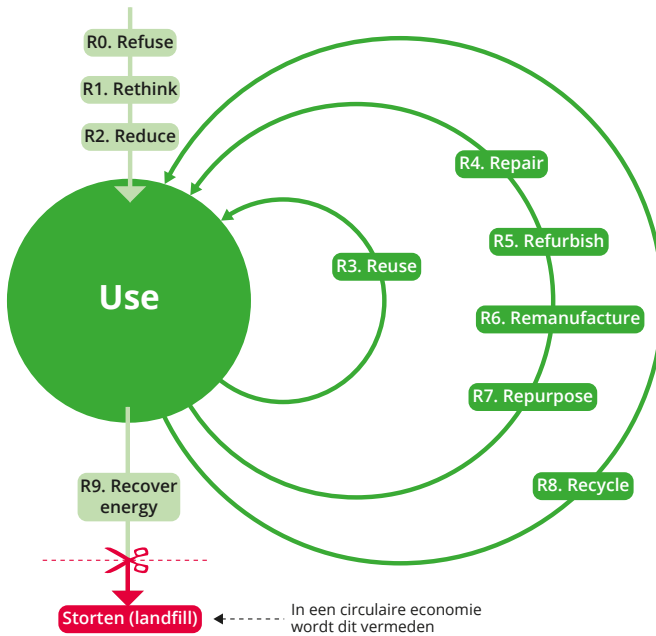 R0. Refuse
R1. Rethink
R2. Reduce
R4. Repair
R5. Refurbish
R3. Reuse
Use
R6. Remanufacture
R7. Repurpose
R9. Recover
energy
R8. Recycle
Storten (landfill)
In een circulaire economie
wordt dit vermeden